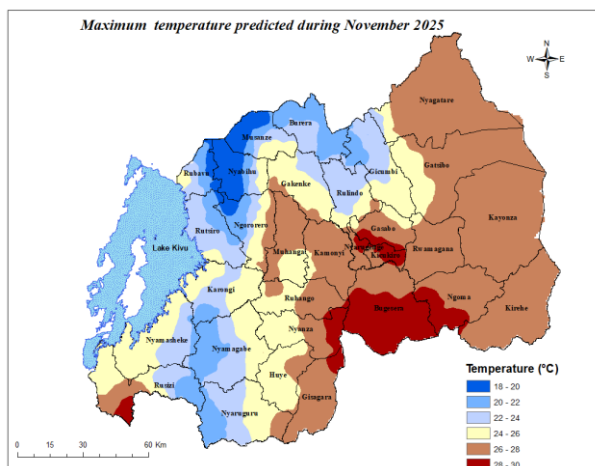 Maximum temperature predicted during November 2025
N
W E
S
Nyagatare
Burera
Musanze
Gatsibo
Rubavu
Nyabihu
Gicumbi
Gakenke
Rulindo
Kayonza
Rutsiro
Ngororero
Gasabo
Lake Kivu
Muhanga
Kamonyi
Kicukiro
Rwamagana
Karongi
Ruhango
Bugesera
Ngoma
Kirehe
Nyanza
Nyamasheke
Nyamagabe
Huye
Rusizi
Gisagara
Nyaruguru
Temperature (°C)
18 - 20
20 - 22
22 - 24
24 - 26
26 - 28
28 - 30
0 15 30 60 Km